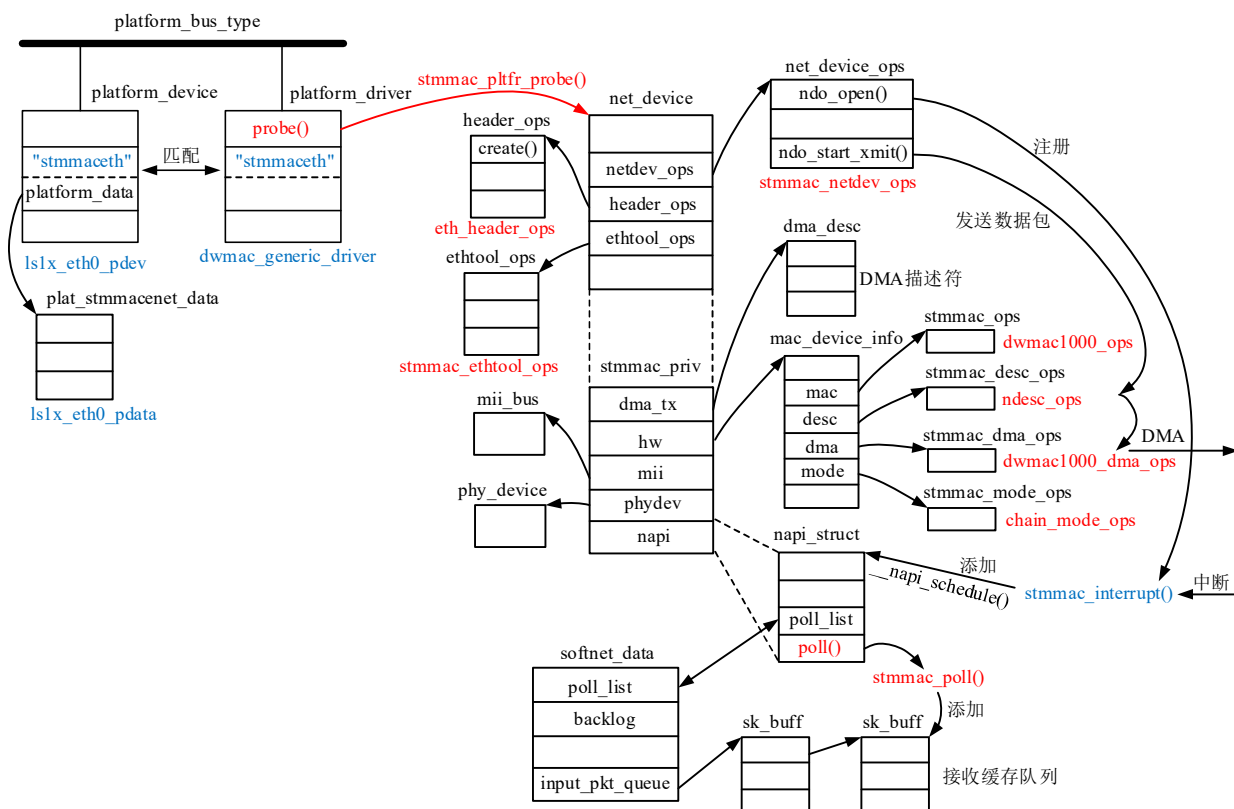 platform_bus_type
platform_device
platform_driver
probe()
"stmmaceth"
匹配
"stmmaceth"
platform_data
ls1x_eth0_pdev
dwmac_generic_driver
plat_stmmacenet_data
ls1x_eth0_pdata
stmmac_pltfr_probe()
net_device
header_ops
create()
eth_header_ops
netdev_ops
header_ops
ethtool_ops
ethtool_ops
stmmac_ethtool_ops
net_device_ops
ndo_open()
ndo_start_xmit()
stmmac_netdev_ops
注册
发送数据包
dma_desc
DMA描述符
stmmac_priv
dma_tx
hw
mii
phydev
napi
mii_bus
phy_device
mac_device_info
mac
desc
dma
mode
stmmac_ops
dwmac1000_ops
stmmac_desc_ops
ndesc_ops
stmmac_dma_ops
dwmac1000_dma_ops
DMA
stmmac_mode_ops
chain_mode_ops
napi_struct
添加
__napi_schedule()
stmmac_interrupt()
中断
poll_list
poll()
stmmac_poll()
添加
softnet_data
poll_list
backlog
input_pkt_queue
sk_buff
sk_buff
接收缓存队列